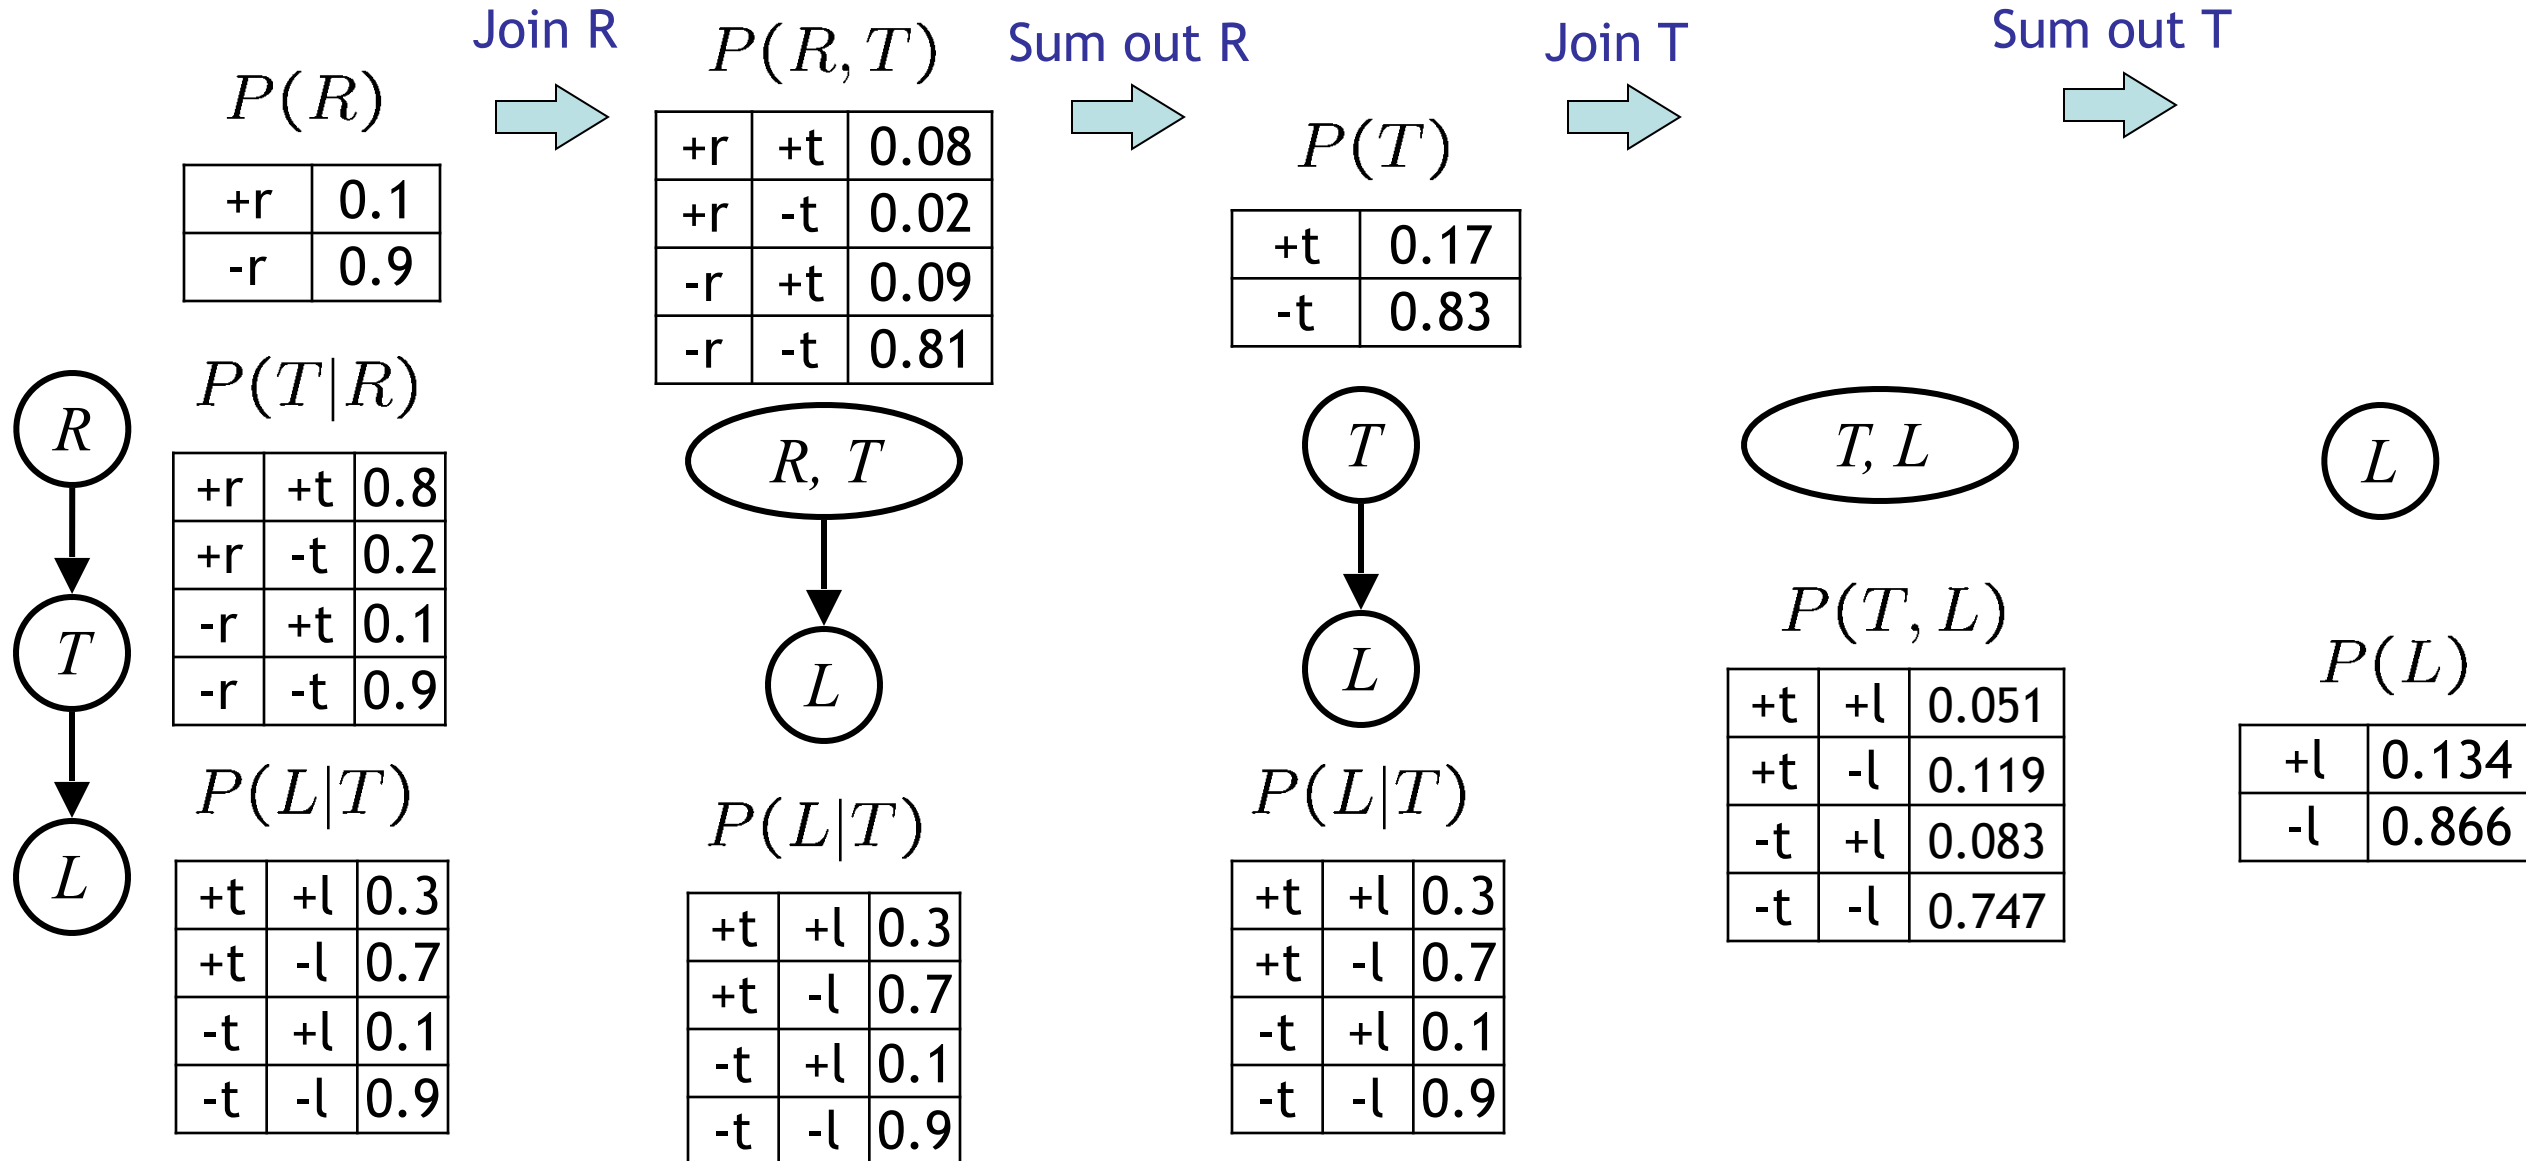 Join R
Sum out R
Join T
Sum out T
P(R)
+r 0.1
-r 0.9
P(T|R)
+r +t 0.8
+r -t 0.2
-r +t 0.1
-r -t 0.9
P(L|T)
+t +l 0.3
+t -l 0.7
-t +l 0.1
-t -l 0.9
R
T
L
P(R, T)
+r +t 0.08
+r -t 0.02
-r +t 0.09
-r -t 0.81
R, T
L
P(L|T)
+t +l 0.3
+t -l 0.7
-t +l 0.1
-t -l 0.9
P(T)
+t 0.17
-t 0.83
T
L
P(L|T)
+t +l 0.3
+t -l 0.7
-t +l 0.1
-t -l 0.9
T, L
P(T, L)
+t +l 0.051
+t -l 0.119
-t +l 0.083
-t -l 0.747
L
P(L)
+l 0.134
-l 0.866